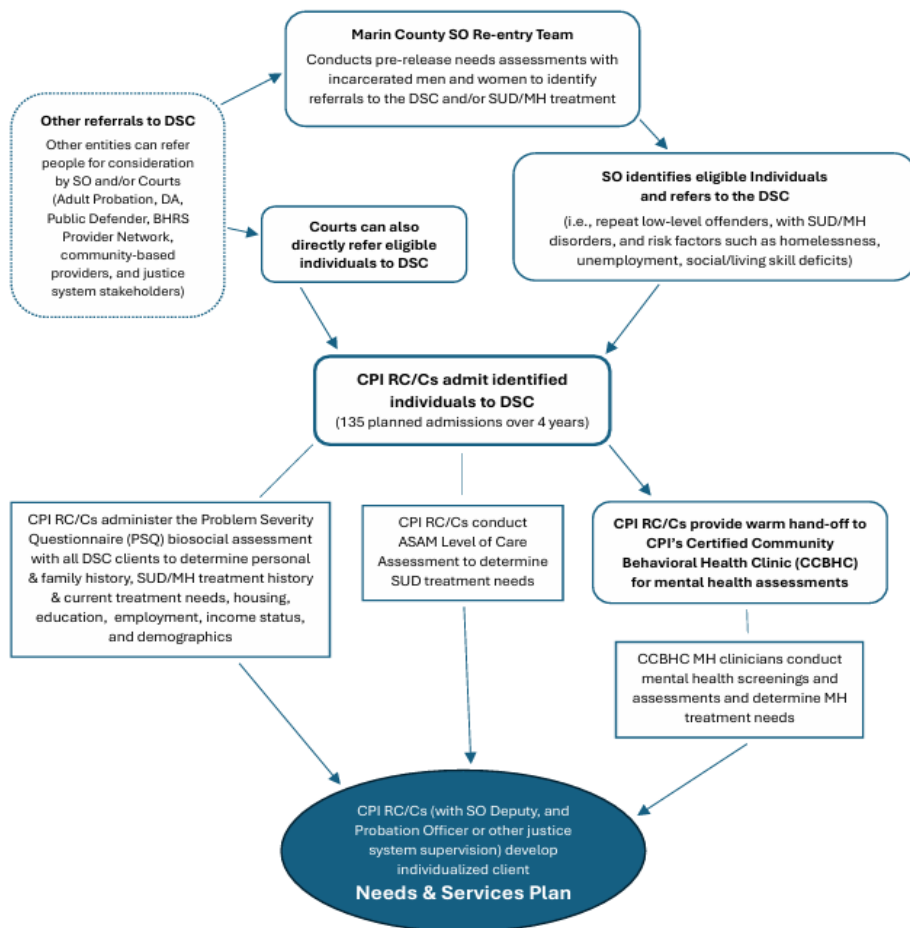 Marin County SO Re-entry Team
Conducts pre-release needs assessments with
incarcerated men and women to identify
referrals to the DSC and/or SUD/MH treatment
Other referrals to DSC
Other entities can refer
people for consideration
by SO and/or Courts
(Adult Probation, DA,
Public Defender, BHRS
Provider Network,
community-based
providers, and justice
system stakeholders)
SO identifies eligible Individuals
and refers to the DSC
(i.e., repeat low-level offenders, with SUD/MH
disorders, and risk factors such as homelessness,
unemployment, social/living skill deficits)
Courts can also
directly refer eligible
individuals to DSC
CPI RC/Cs admit identified
individuals to DSC
(135 planned admissions over 4 years)
CPI RC/Cs administer the Problem Severity
Questionnaire (PSQ) biosocial assessment
with all DSC clients to determine personal
& family history, SUD/MH treatment history
& current treatment needs, housing,
education, employment, income status,
and demographics
CPI RC/Cs conduct
ASAM Level of Care
Assessment to determine
SUD treatment needs
CPI RC/Cs provide warm hand-off to
CPI's Certified Community
Behavioral Health Clinic (CCBHC)
for mental health assessments
CCBHC MH clinicians conduct
mental health screenings and
assessments and determine MH
treatment needs
CPI RC/Cs (with SO Deputy, and
Probation Officer or other justice
system supervision) develop
individualized client
Needs & Services Plan